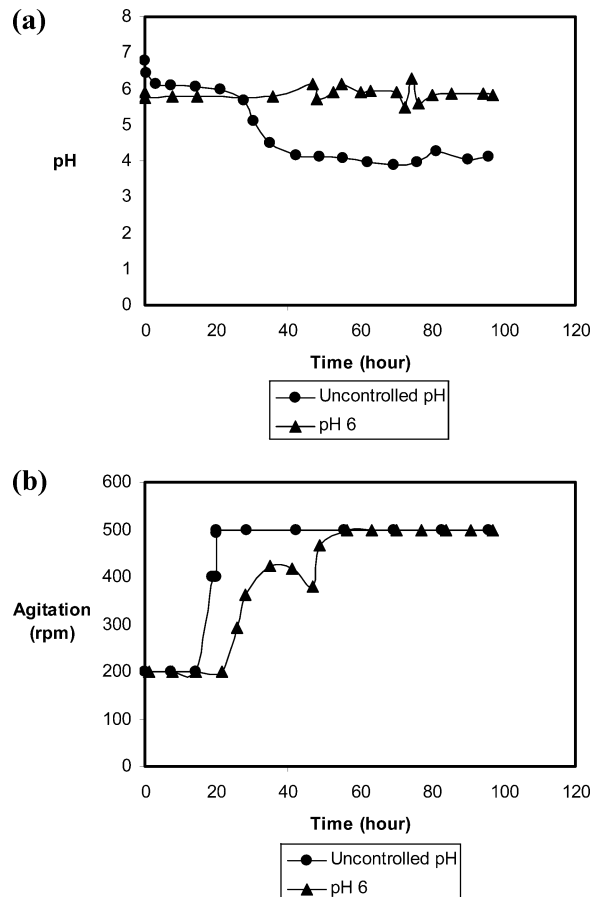 (a)
8
7
6
5
4
3
2
1
0
pH
0 20 40 60 80 100 120
Time (hour)
Uncontrolled pH
pH 6
(b)
600
500
400
300
200
100
0
Agitation
(rpm)
0 20 40 60 80 100 120
Time (hour)
Uncontrolled pH
pH 6